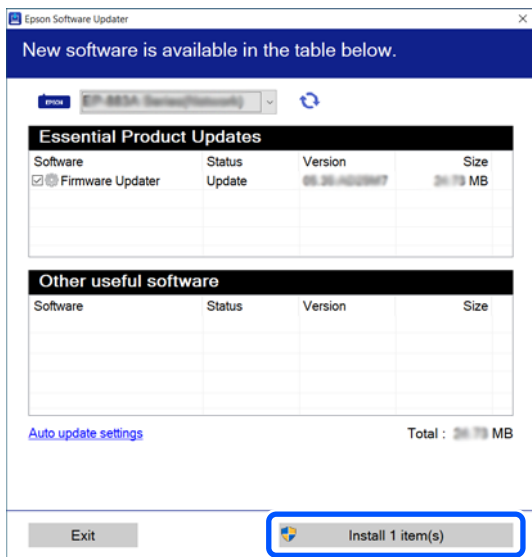 Epson Software Updater
New software is available in the table below.
EPSON
Essential Product Updates
Software Status Version Size
Firmware Updater Update MB
Other useful software
Software Status Version Size
Auto update settings Total : MB
Exit Install 1 item(s)